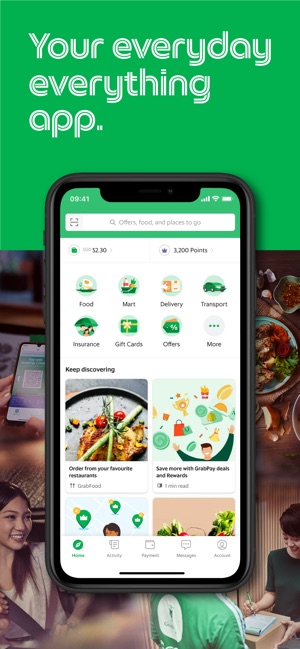 Your everyday
everything
app.
09:41
Offers, food, and places to go
52.30
3,200 Points
Food
Mart
Delivery
Transport
Insurance
Gift Cards
Offers
More
Keep discovering
Order from your favourite
restaurants
GrabFood
Save more with GrabPay deals
and Rewards
1 min read
Home
Activity
Payment
Messages
Account